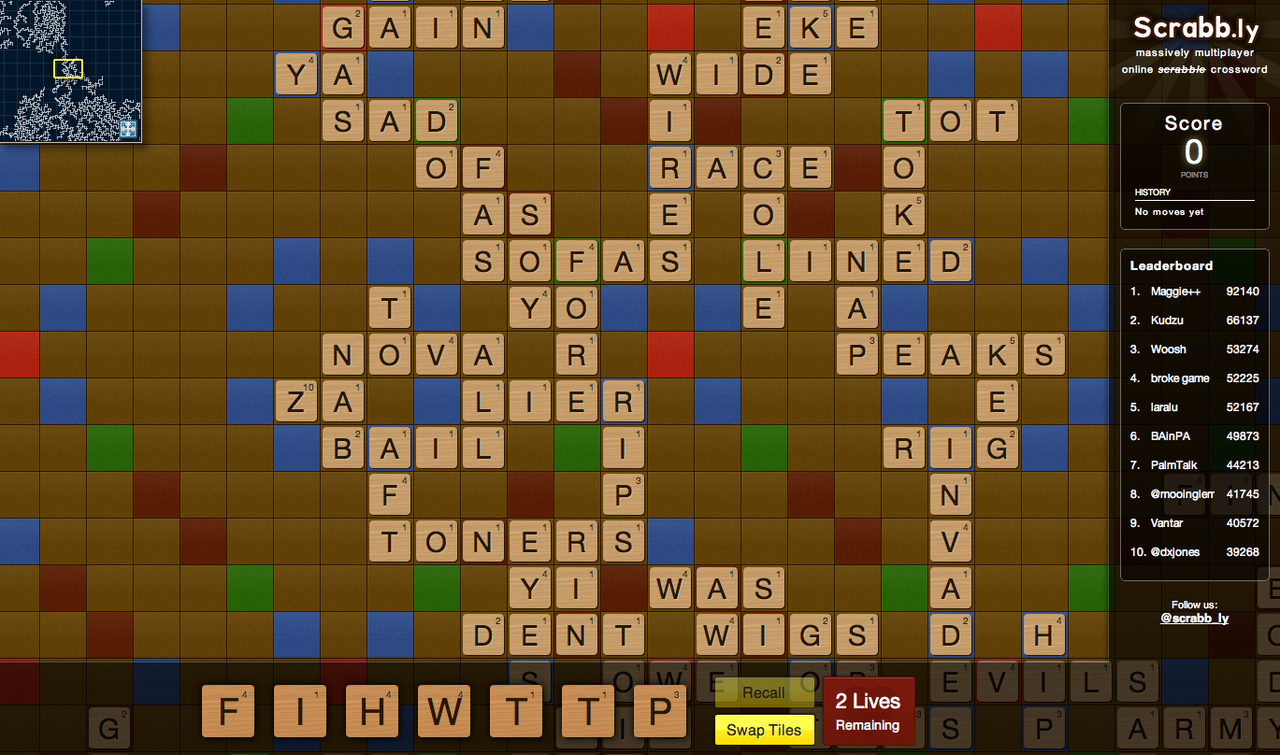 GAIN EKE
YA WIDE
SAD I TOT
OF RACE O
AS E O K
SOFAS LINED
T YO E A
NOVA R PEAKS
ZA LIER E
BAIL I RIG
F P N
TONERS V
YI WAS A
DENT WIGS D H
Scrabb.ly
massively multiplayer
online scrabble crossword
Score
0
POINTS
HISTORY
No moves yet
Leaderboard
1. Maggie++ 92140
2. Kudzu 66137
3. Woosh 53274
4. broke game 52225
5. laralu 52167
6. BAinPA 49873
7. PalmTalk 44213
8. @mooinglem 41745
9. Vantar 40572
10. @dxjones 39268
Follow us:
@scrabb_ly
EVILS
G S P ARMY
F I H W T T P
Recall
Swap Tiles
2 Lives
Remaining